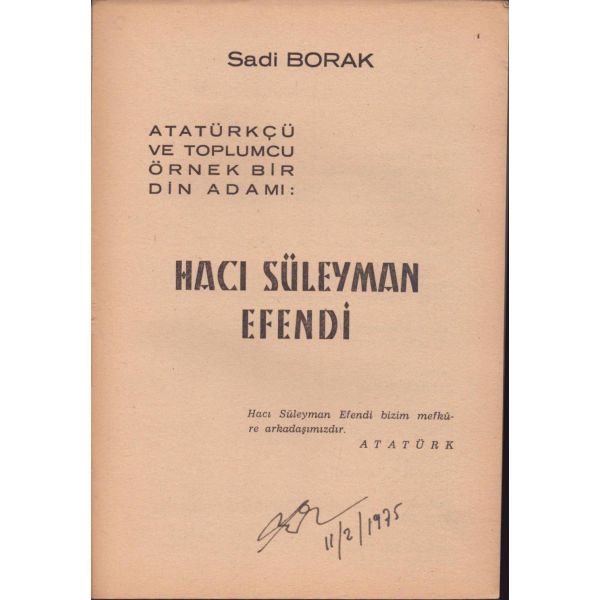 Sadi BORAK
ATATÜRKÇÜ
VE TOPLUMCU
ÖRNEK BİR
DİN ADAMI:
HACI SÜLEYMAN
EFENDİ
Hacı Süleyman Efendi bizim mefkû-
re arkadaşımızdır.
ATATÜRK
11/2/1975